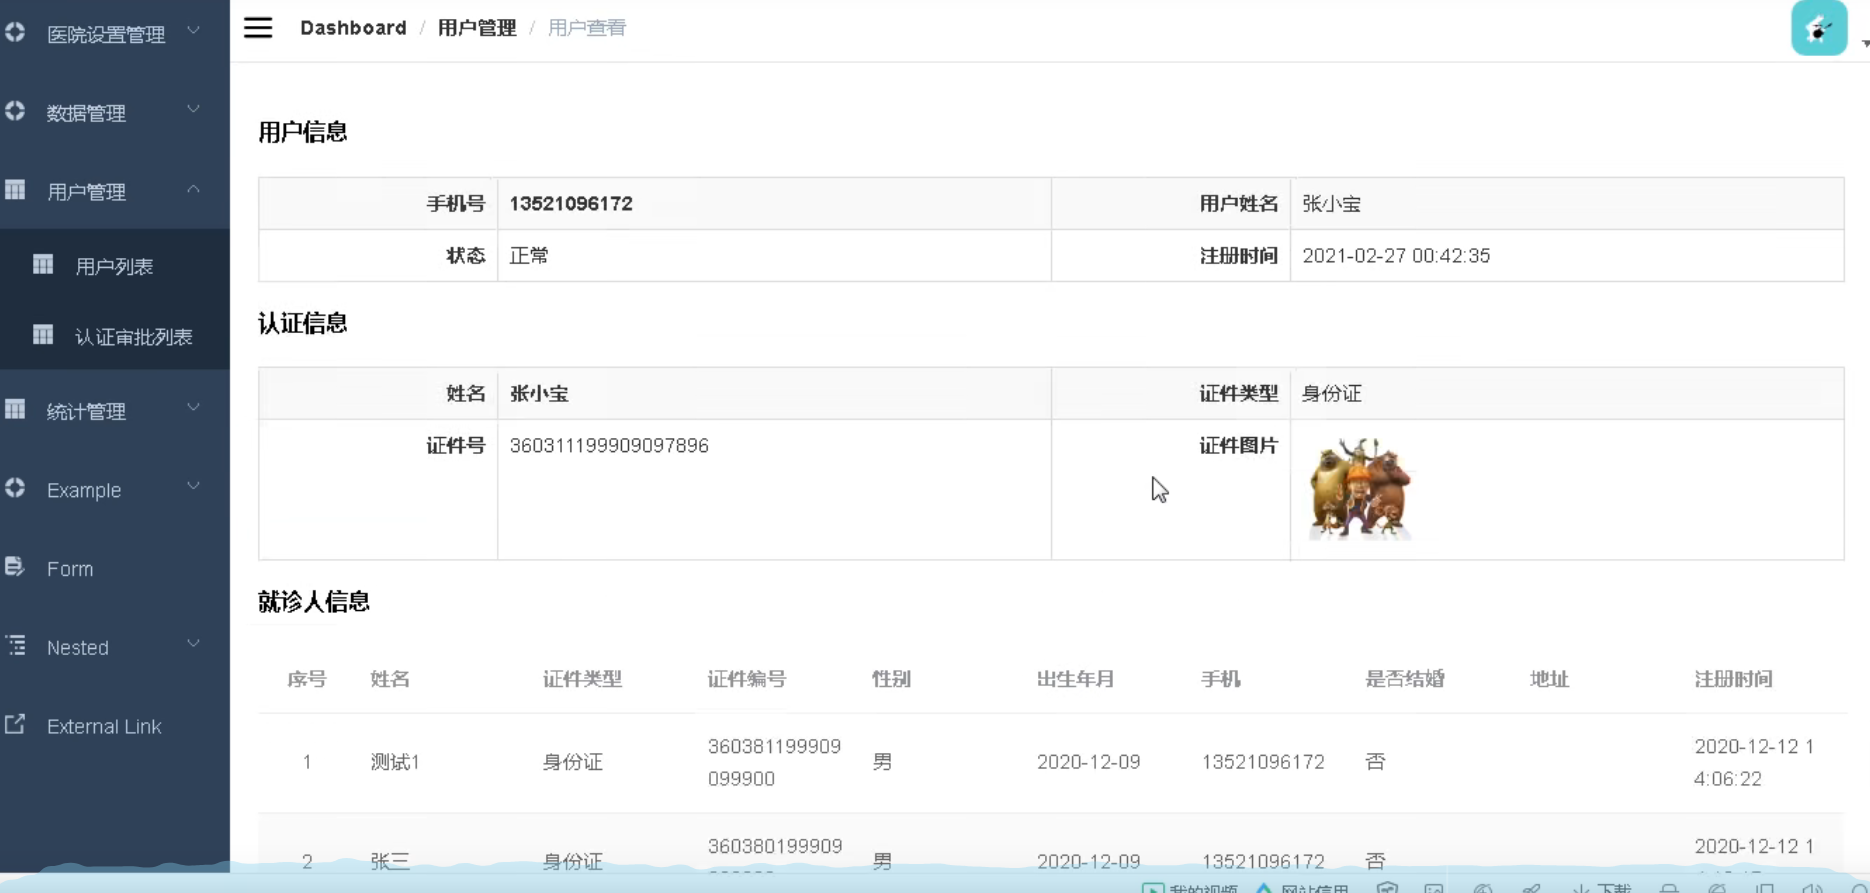 医院设置管理
数据管理
用户管理
用户列表
认证审批列表
统计管理
Example
Form
Nested
External Link
Dashboard / 用户管理 / 用户查看
用户信息
手机号 13521096172 用户姓名 张小宝
状态 正常 注册时间 2021-02-27 00:42:35
认证信息
姓名 张小宝 证件类型 身份证
证件号 360311199909097896 证件图片
就诊人信息
序号 姓名 证件类型 证件编号 性别 出生年月 手机 是否结婚 地址 注册时间
1 测试1 身份证 360381199909 男 2020-12-09 13521096172 否 2020-12-12 1
099900 4:06:22
2 张三 身份证 360380199909 男 2020-12-09 13521096172 否 2020-12-12 1
我的视频 网站信用 下载